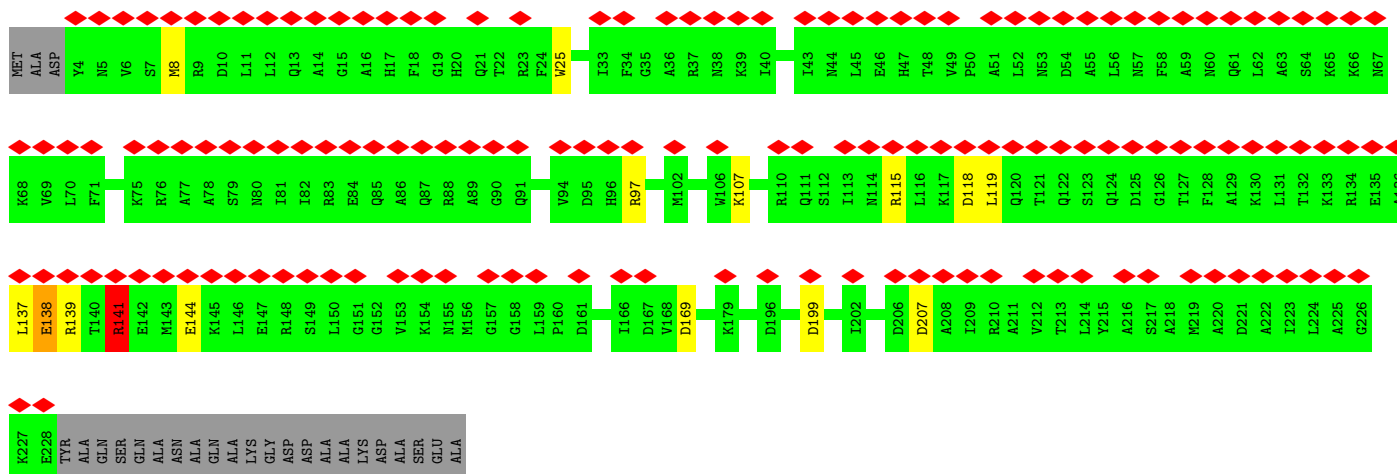 MET ALA ASP Y4 N5 V6 S7 M8 R9 D10 L11 L12 Q13 A14 G15 A16 H17 F18 G19 H20 Q21 T22 R23 F24 W25 I33 F34 G35 A36 R37 N38 K39 I40 I43 N44 L45 E46 H47 T48 V49 P50 A51 L52 N53 D54 A55 L56 N57 F58 A59 N60 Q61 L62 A63 S64 K65 K66 N67
K68 V69 L70 F71 K75 R76 A77 A78 S79 N80 I81 I82 R83 E84 Q85 A86 Q87 R88 A89 G90 Q91 V94 D95 H96 R97 M102 W106 K107 R110 Q111 S112 I113 N114 R115 L116 K117 D118 L119 Q120 T121 Q122 S123 Q124 D125 G126 T127 F128 A129 K130 L131 T132 K133 R134 E135
L137 E138 R139 T140 R141 E142 M143 E144 K145 L146 E147 R148 S149 L150 G151 G152 V153 K154 N155 M156 G157 G158 L159 P160 D161 I166 D167 V168 D169 K179 D196 D199 I202 D206 D207 A208 I209 R210 A211 V212 T213 L214 Y215 A216 S217 A218 M219 A220 D221 A222 I223 L224 A225 G226
K227 E228 TYR ALA GLN SER GLN ALA ASN ALA GLN ALA LYS GLY ASP ASP ALA ALA LYS ASP ALA SER GLU ALA